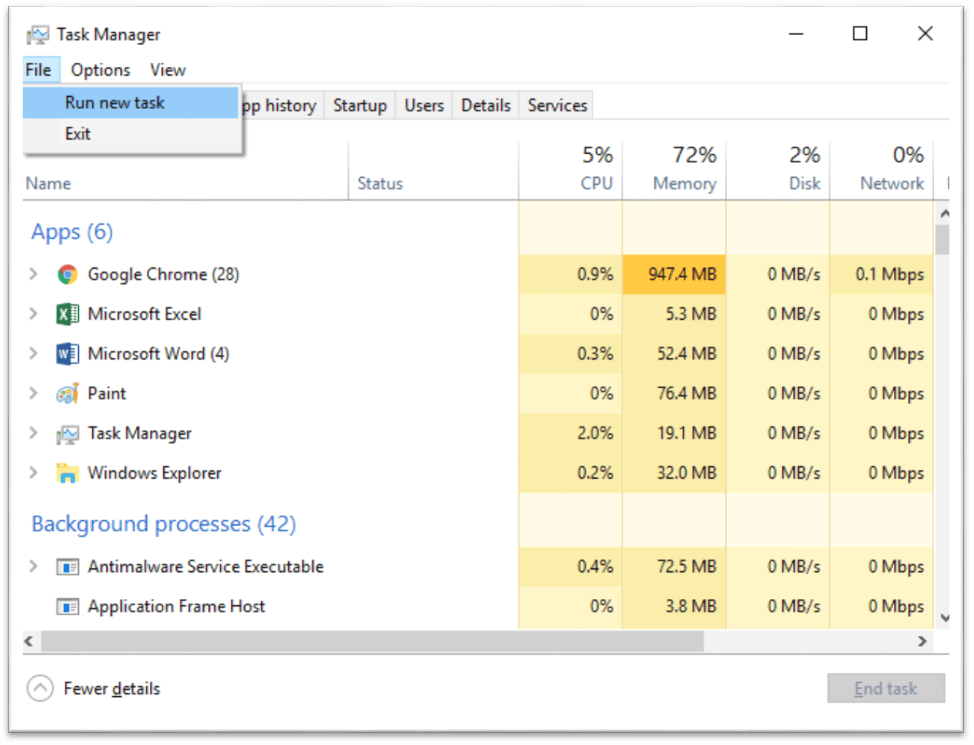 Task Manager
File Options View
Run new task
pp history Startup Users Details Services
Exit
5% 72% 2% 0%
Name Status CPU Memory Disk Network
Apps (6)
Google Chrome (28) 0.9% 947.4 MB 0 MB/s 0.1 Mbps
Microsoft Excel 0% 5.3 MB 0 MB/s 0 Mbps
Microsoft Word (4) 0.3% 52.4 MB 0 MB/s 0 Mbps
Paint 0% 76.4 MB 0 MB/s 0 Mbps
Task Manager 2.0% 19.1 MB 0 MB/s 0 Mbps
Windows Explorer 0.2% 32.0 MB 0 MB/s 0 Mbps
Background processes (42)
Antimalware Service Executable 0.4% 72.5 MB 0 MB/s 0 Mbps
Application Frame Host 0% 3.8 MB 0 MB/s 0 Mbps
Fewer details End task